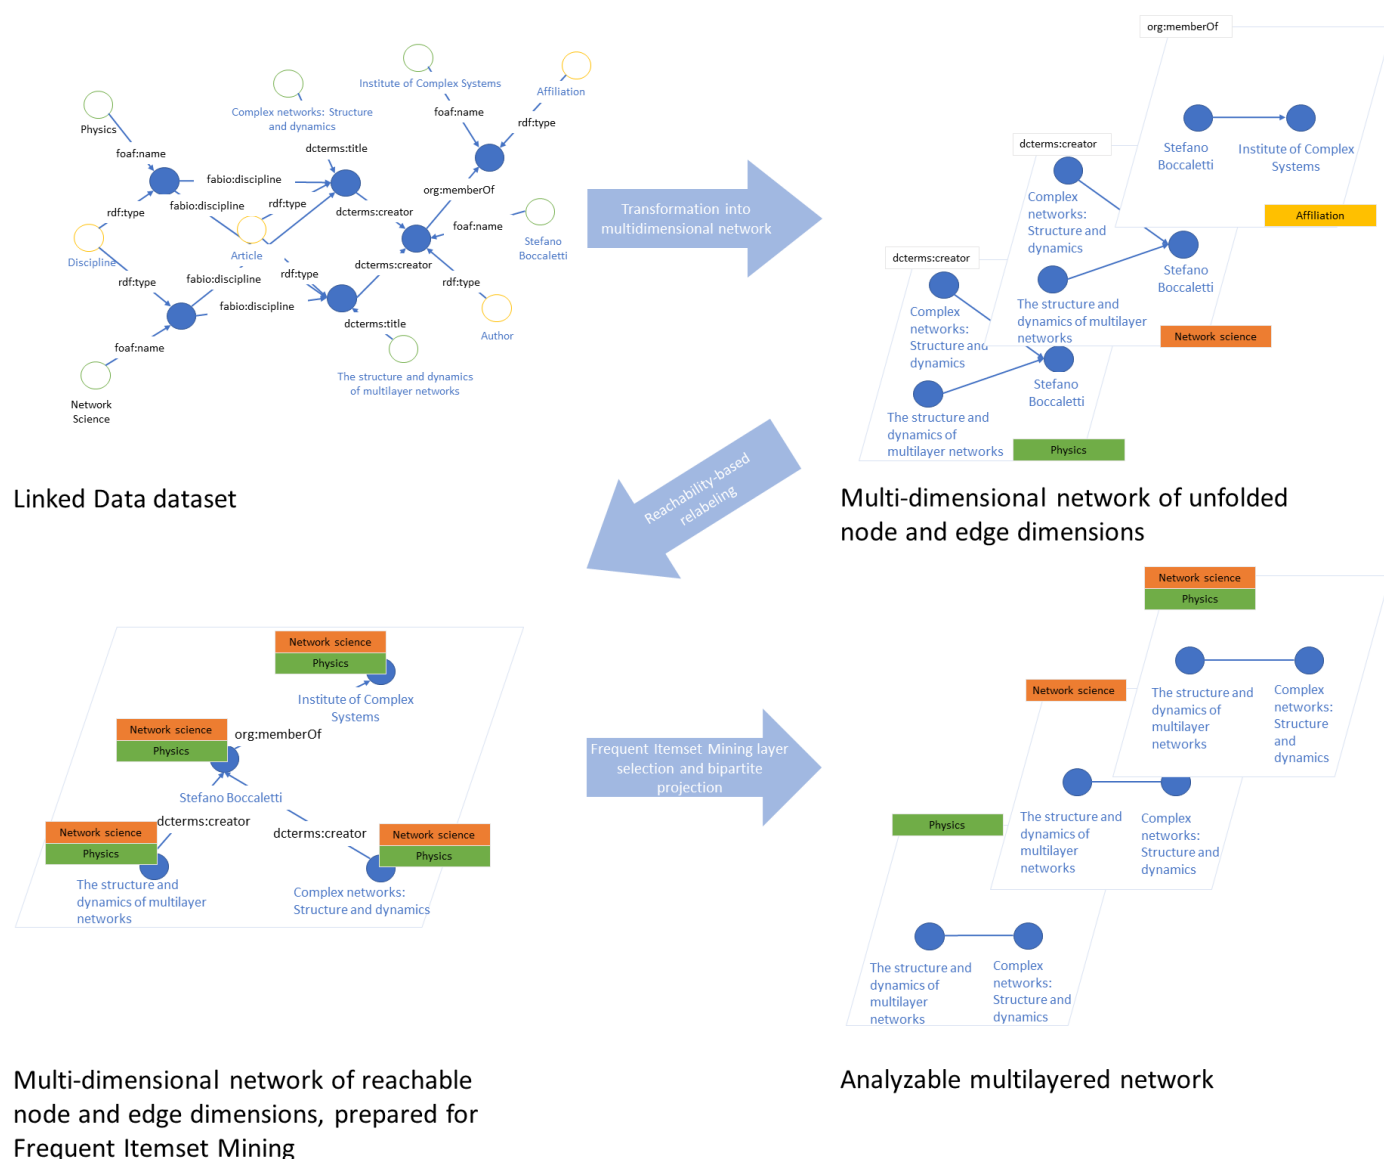 Institute of Complex Systems
Affiliation
Complex networks: Structure
and dynamics
foaf:name
rdf:type
Physics
foaf:name
dcterms:title
fabio:discipline
org:memberOf
fabio:discipline
rdf:type
dcterms:creator
rdf:type
foaf:name
Discipline
Article
Stefano
Boccaletti
dcterms:creator
rdf:type
fabio:discipline
rdf:type
rdf:type
fabio:discipline
dcterms:title
Author
foaf:name
The structure and dynamics
of multilayer networks
Network
Science
Linked Data dataset
Transformation into
multidimensional network
org:memberOf
Stefano
Boccaletti
Institute of Complex
Systems
Affiliation
dcterms:creator
Complex
networks:
Structure and
dynamics
Stefano
Boccaletti
The structure and
dynamics of multilayer
networks
Network science
dcterms:creator
Complex
networks:
Structure and
dynamics
Stefano
Boccaletti
The structure and
dynamics of
multilayer networks
Physics
Multi-dimensional network of unfolded
node and edge dimensions
Reachability-based
relabeling
Network science
Physics
Institute of Complex
Systems
Network science
Physics
org:memberOf
Stefano Boccaletti
dcterms:creator
dcterms:creator
Network science
Physics
The structure and
dynamics of multilayer
networks
Network science
Physics
Complex networks:
Structure and dynamics
Multi-dimensional network of reachable
node and edge dimensions, prepared for
Frequent Itemset Mining
Frequent Itemset Mining layer
selection and bipartite
projection
Network science
Physics
The structure and
dynamics of
multilayer
networks
Complex
networks:
Structure
and
dynamics
Network science
The structure and
dynamics of
multilayer
networks
Complex
networks:
Structure and
dynamics
Physics
The structure and
dynamics of
multilayer
networks
Complex
networks:
Structure and
dynamics
Analyzable multilayered network